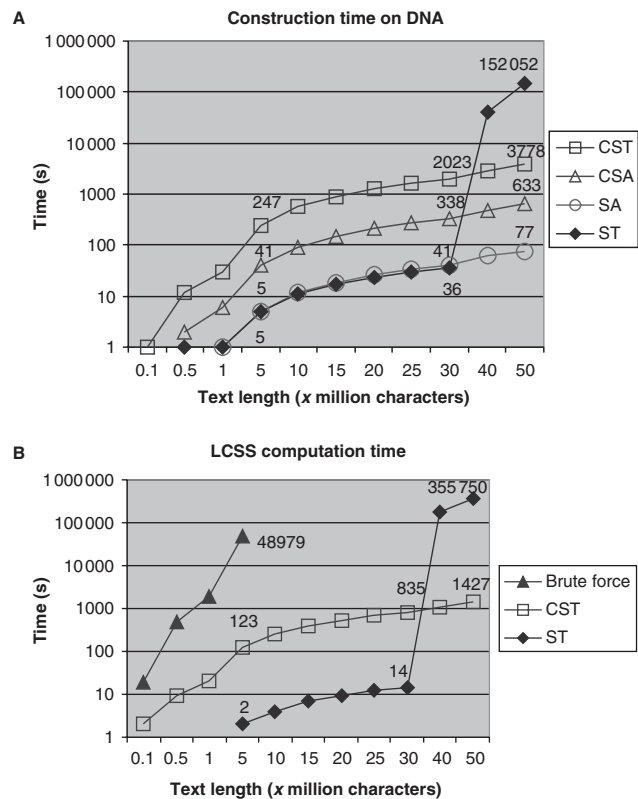 A
Construction time on DNA
1 000 000
100 000
10 000
1000
100
10
1
Time (s)
247
41
5
5
2023
338
41
36
152 052
3778
633
77
0.1 0.5 1 5 10 15 20 25 30 40 50
Text length (x million characters)
CST
CSA
SA
ST
B
LCSS computation time
1 000 000
100 000
10 000
1000
100
10
1
Time (s)
48979
123
2
835
14
355 750
1427
0.1 0.5 1 5 10 15 20 25 30 40 50
Text length (x million characters)
Brute force
CST
ST